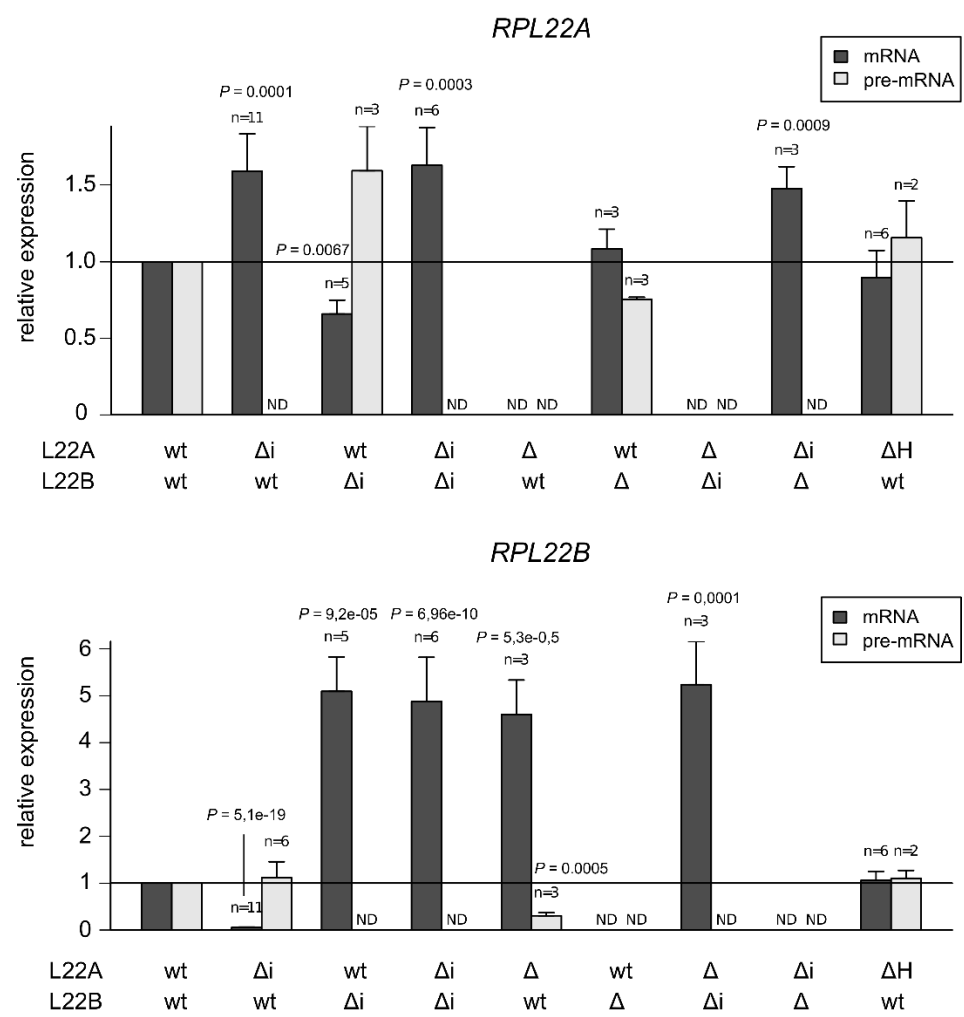 RPL22A
mRNA
pre-mRNA
P = 0.0001
n=11
n=3
P = 0.0003
n=6
P = 0.0009
n=3
n=2
P = 0.0067
n=5
n=3
n=3
n=6
relative expression
1.5
1.0
0.5
0
ND ND ND ND ND ND ND ND
L22A wt Δi wt Δi Δ wt Δ Δi ΔH
L22B wt wt Δi Δi wt Δ Δi Δ wt
RPL22B
mRNA
pre-mRNA
P = 9,2e-05
n=5
P = 6,96e-10
n=6
P = 5,3e-0,5
n=3
P = 0,0001
n=3
P = 5,1e-19
n=11
n=6
P = 0.0005
n=3
n=6 n=2
relative expression
6
5
4
3
2
1
0
ND ND ND ND ND ND ND
L22A wt Δi wt Δi Δ wt Δ Δi ΔH
L22B wt wt Δi Δi wt Δ Δi Δ wt